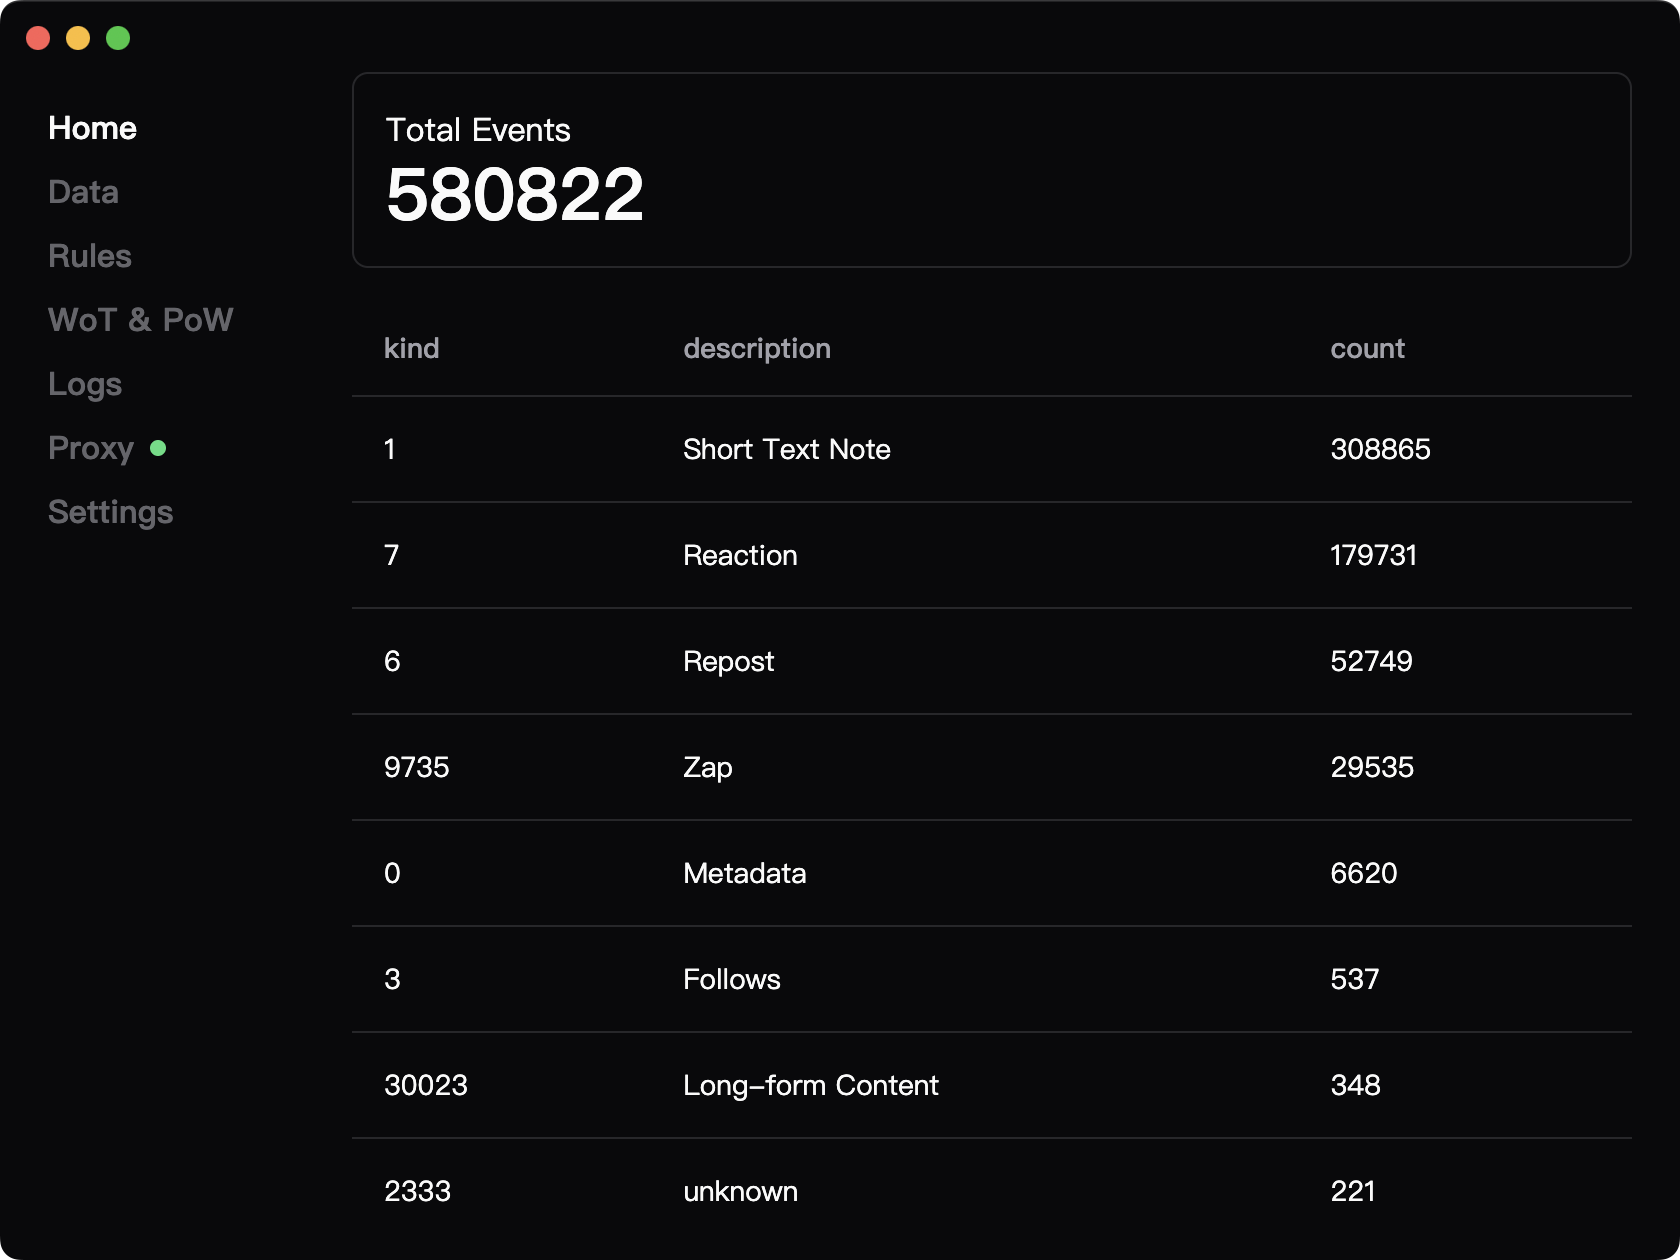 Home
Data
Rules
WoT & PoW
Logs
Proxy
Settings
Total Events
580822
kind description count
1 Short Text Note 308865
7 Reaction 179731
6 Repost 52749
9735 Zap 29535
0 Metadata 6620
3 Follows 537
30023 Long-form Content 348
2333 unknown 221